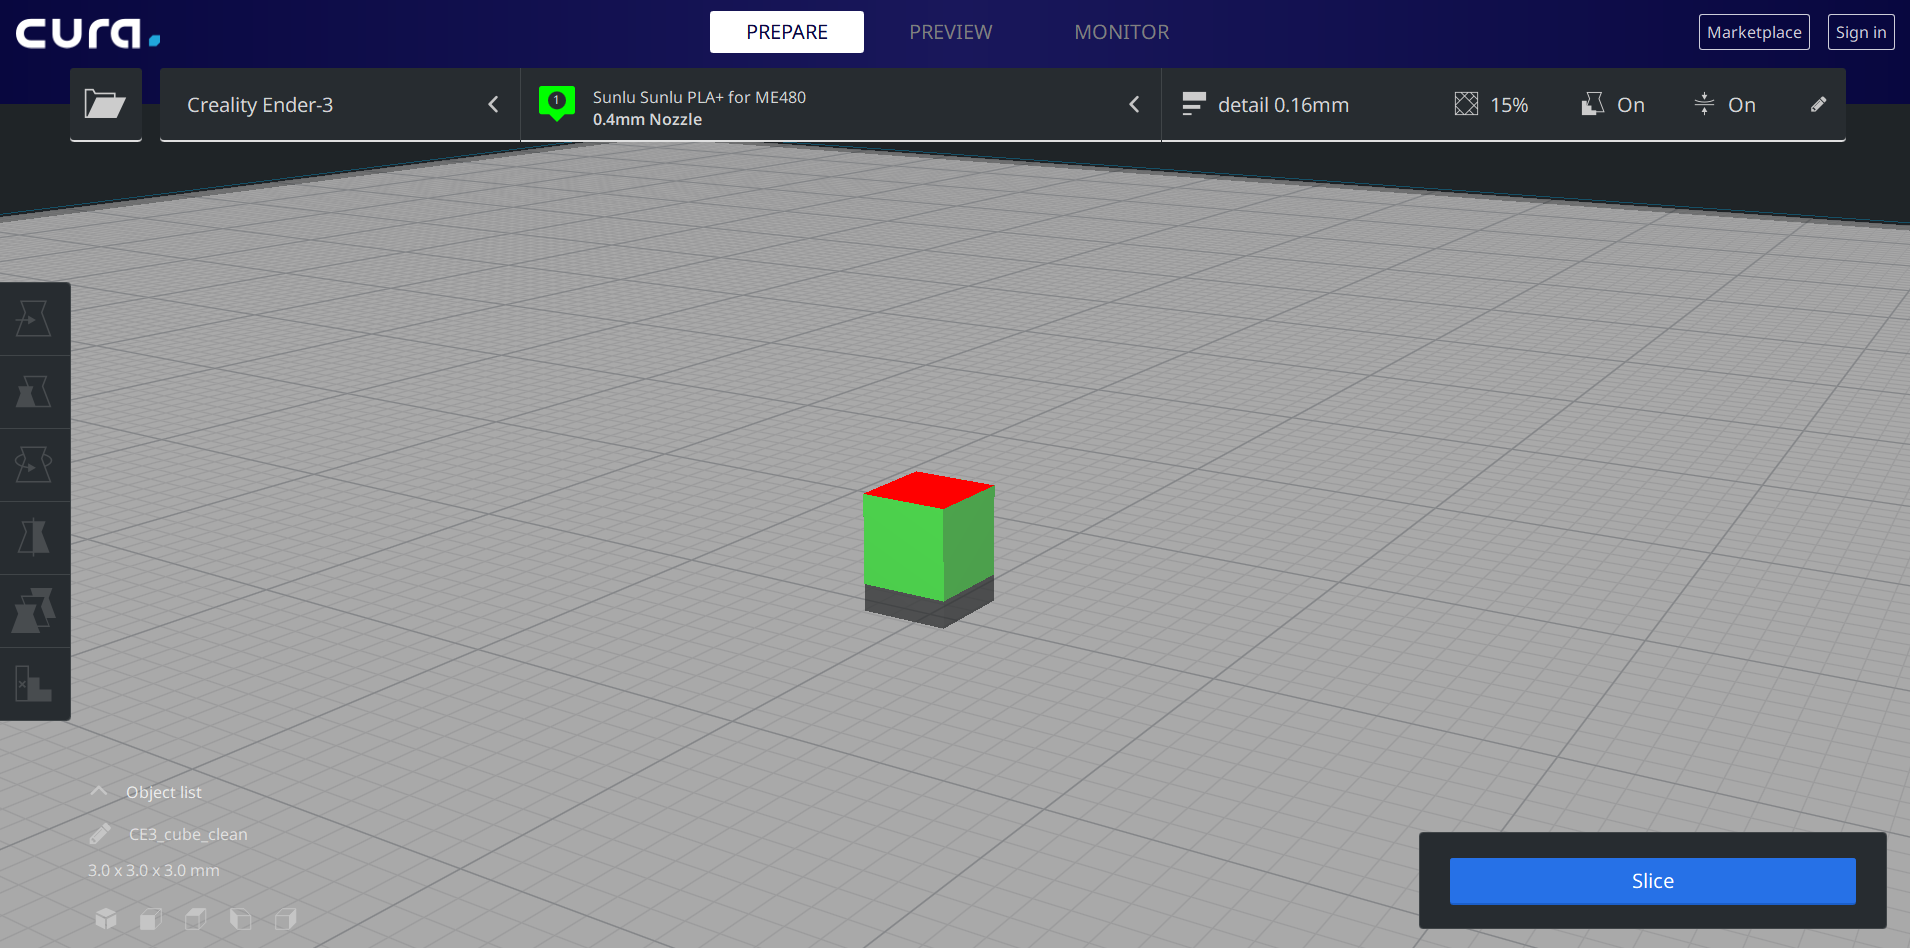 cura.
PREPARE
PREVIEW
MONITOR
Marketplace
Sign in
Creality Ender-3
1
Sunlu Sunlu PLA+ for ME480
0.4mm Nozzle
detail 0.16mm
15%
On
On
Object list
CE3_cube_clean
3.0 x 3.0 x 3.0 mm
Slice